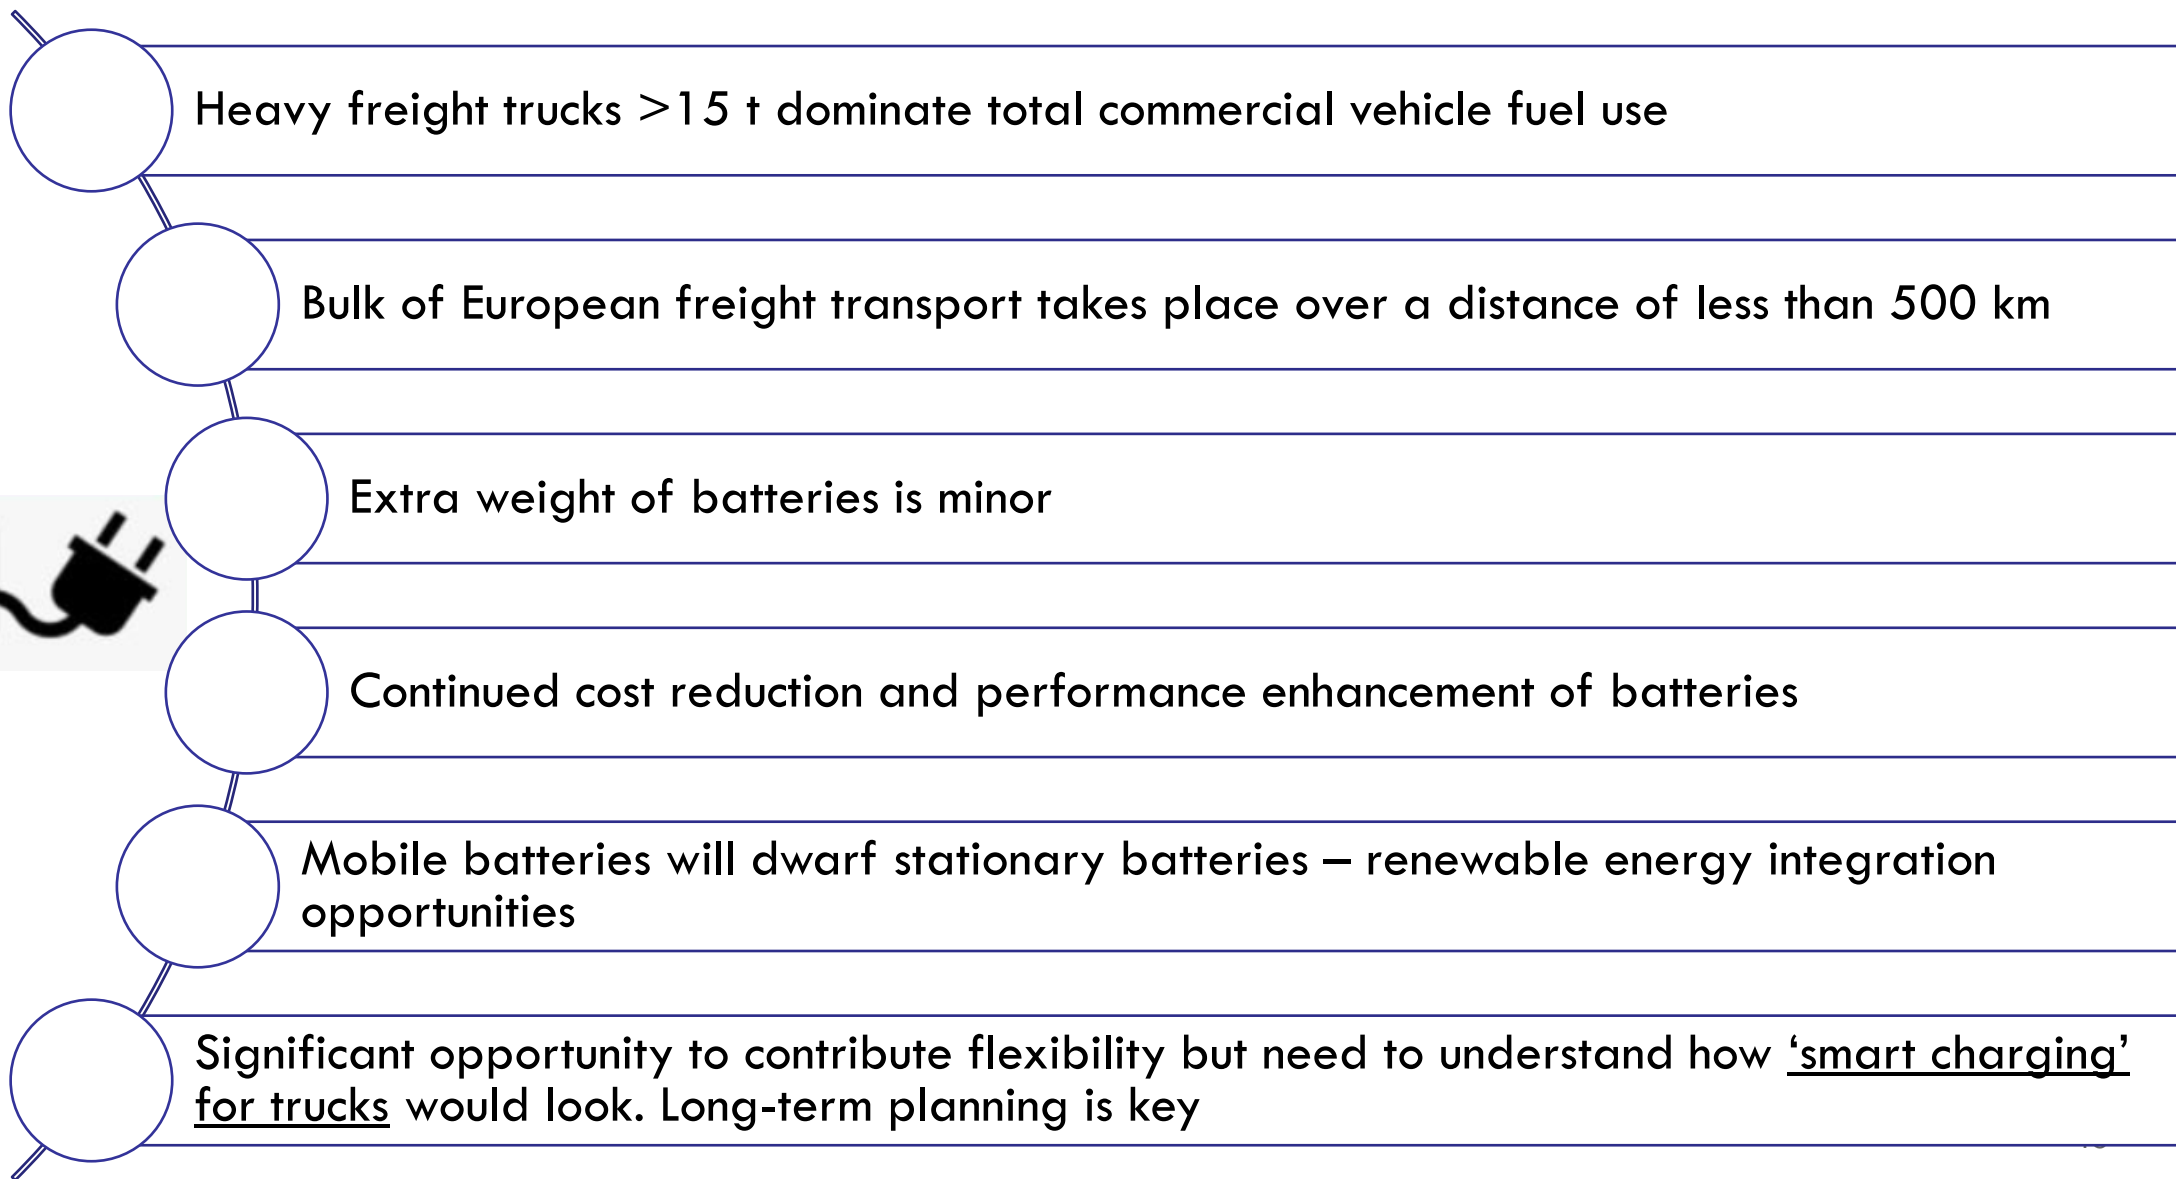 Heavy freight trucks >15 t dominate total commercial vehicle fuel use
Bulk of European freight transport takes place over a distance of less than 500 km
Extra weight of batteries is minor
Continued cost reduction and performance enhancement of batteries
Mobile batteries will dwarf stationary batteries – renewable energy integration
opportunities
Significant opportunity to contribute flexibility but need to understand how ‘smart charging’
for trucks would look. Long-term planning is key